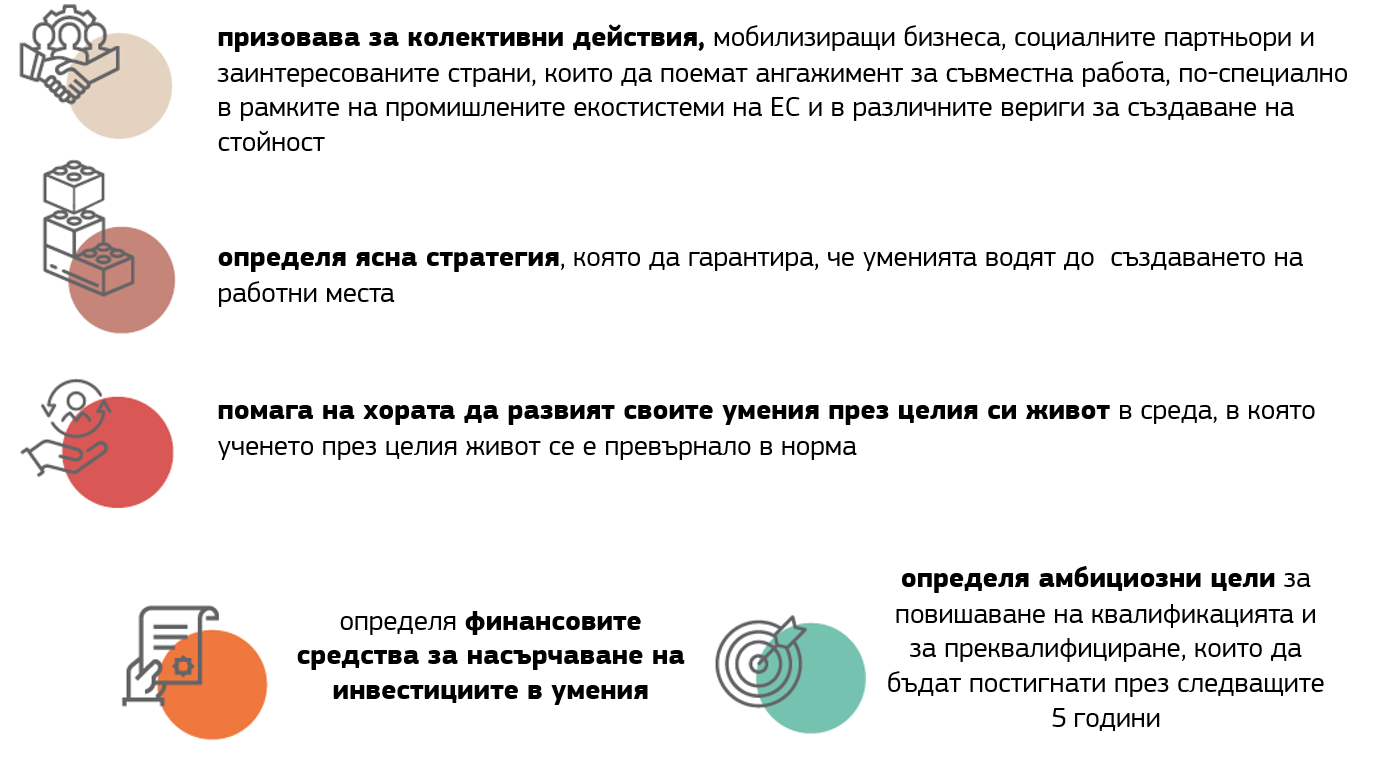 призовава за колективни действия, мобилизиращи бизнеса, социалните партньори и
заинтересованите страни, които да поемат ангажимент за съвместна работа, по-специално
в рамките на промишлените екостистеми на ЕС и в различните вериги за създаване на
стойност
определя ясна стратегия, която да гарантира, че уменията водят до  създаването на
работни места
помага на хората да развият своите умения през целия си живот в среда, в която
ученето през целия живот се е превърнало в норма
определя финансовите
средства за насърчаване на
инвестициите в умения
определя амбициозни цели за
повишаване на квалификацията и
за преквалифициране, които да
бъдат постигнати през следващите
5 години